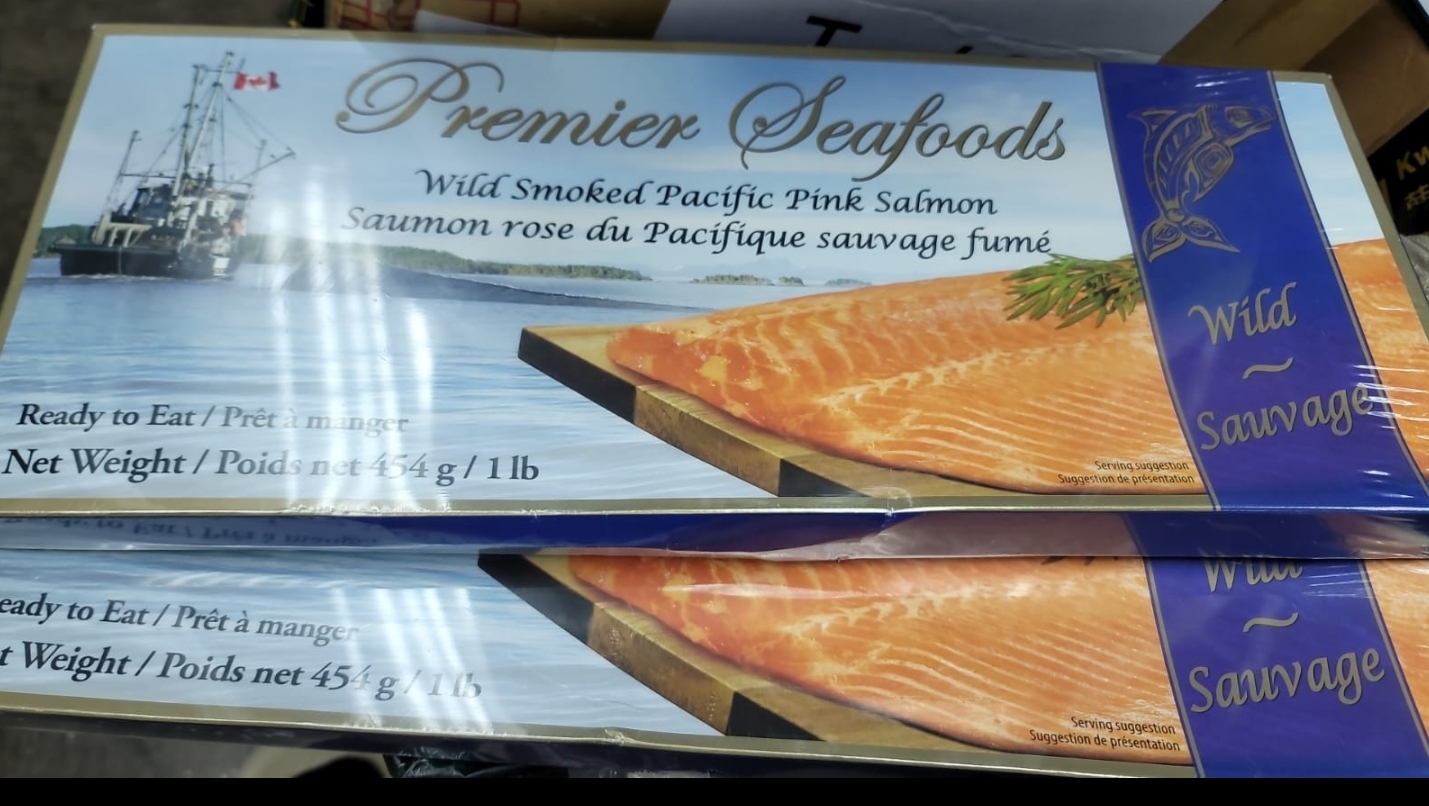 Premier Seafoods
Wild Smoked Pacific Pink Salmon
Saumon rose du Pacifique sauvage fumé
Wild
~
Sauvage
Ready to Eat / Prêt à manger
Net Weight / Poids net 454 g / 1 lb
Serving suggestion
Suggestion de présentation
eady to Eat / Prêt à manger
t Weight / Poids net 454 g / 1 lb
Wild
~
Sauvage
Serving suggestion
Suggestion de présentation
Kw